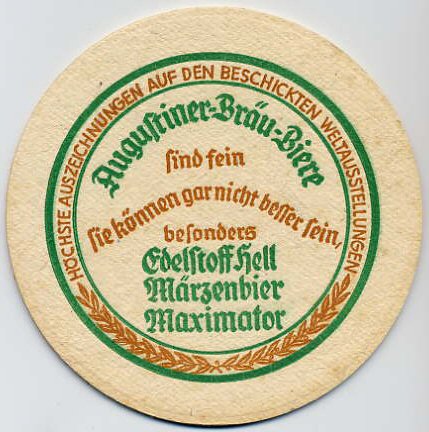 HÖCHSTE AUSZEICHNUNGEN AUF DEN BESCHICKTEN WELTAUSSTELLUNGEN
Augustiner-Bräu-Biere
sind fein
sie können gar nicht besser sein,
besonders
Edelstoff Hell
Märzenbier
Maximator